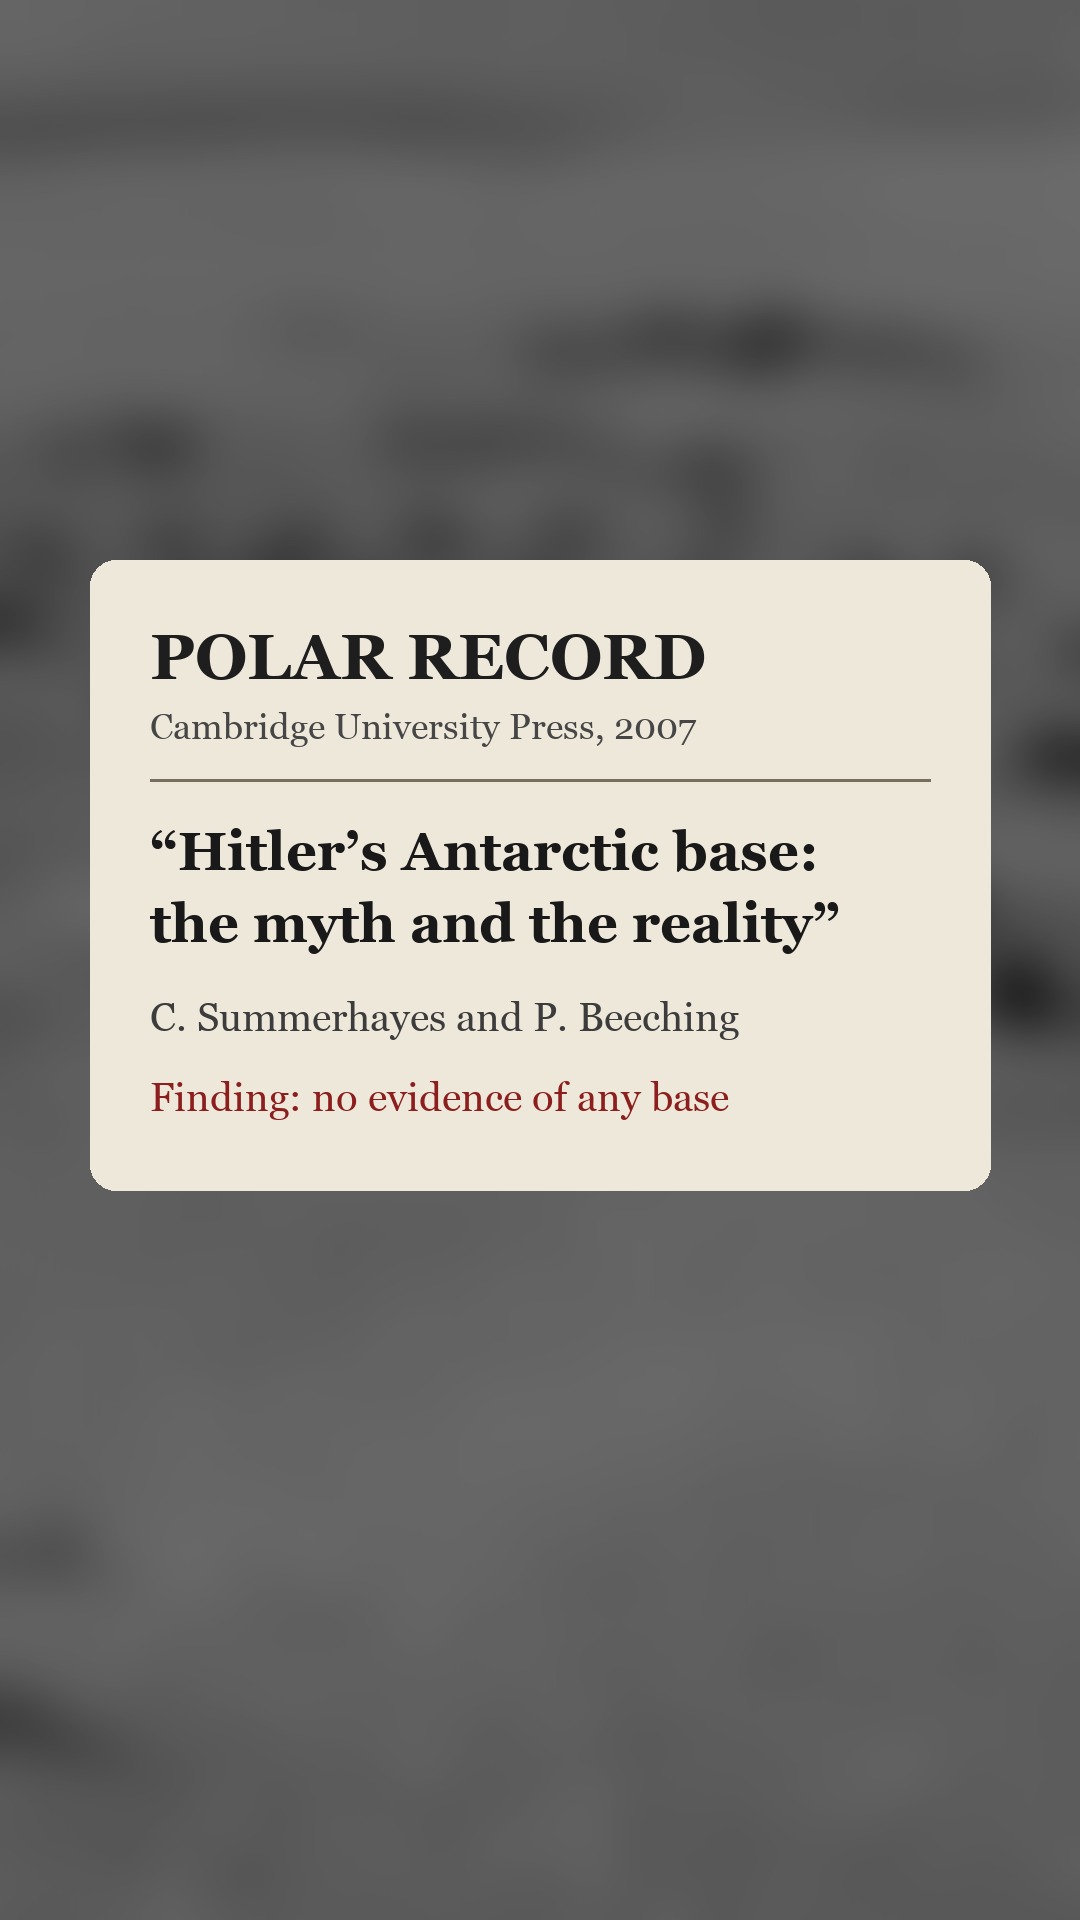 POLAR RECORD
Cambridge University Press, 2007
“Hitler’s Antarctic base:
the myth and the reality”
C. Summerhayes and P. Beeching
Finding: no evidence of any base